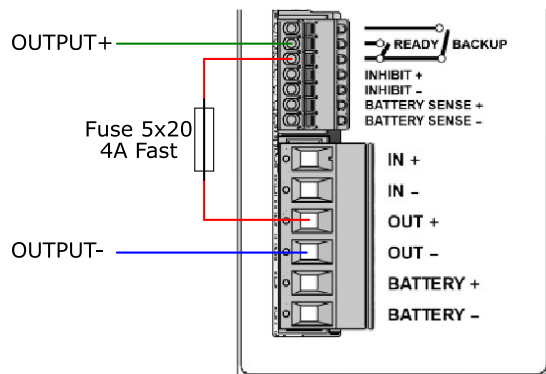 OUTPUT+
READY BACKUP
INHIBIT +
INHIBIT –
BATTERY SENSE +
BATTERY SENSE –
Fuse 5x20
4A Fast
IN +
IN –
OUT +
OUTPUT-
OUT –
BATTERY +
BATTERY –